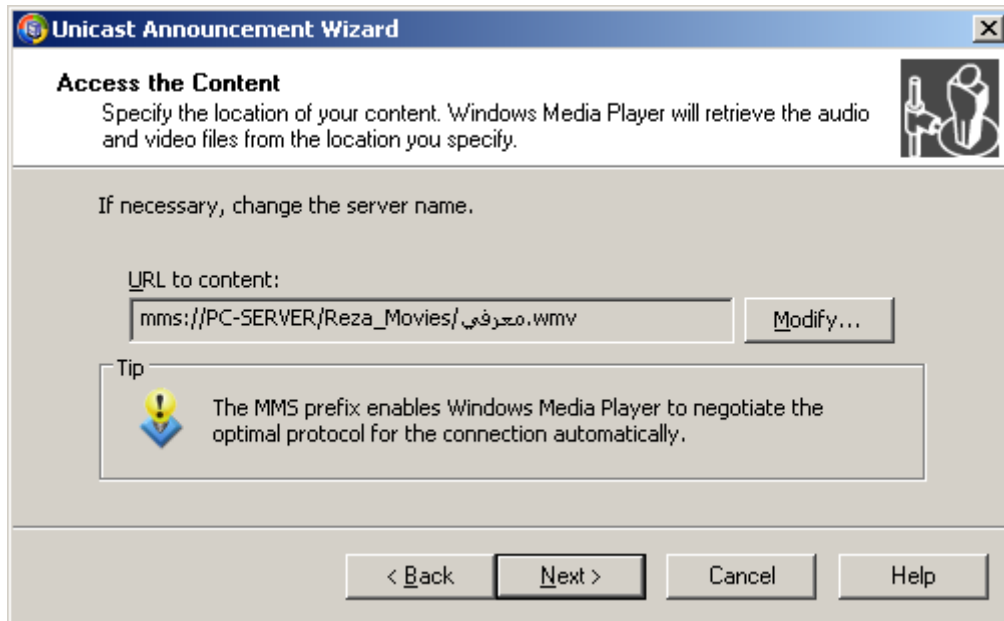 Unicast Announcement Wizard
Access the Content
Specify the location of your content. Windows Media Player will retrieve the audio
and video files from the location you specify.
If necessary, change the server name.
URL to content:
mms://PC-SERVER/Reza_Movies/معرفي.wmv
Modify...
Tip
The MMS prefix enables Windows Media Player to negotiate the
optimal protocol for the connection automatically.
< Back
Next >
Cancel
Help